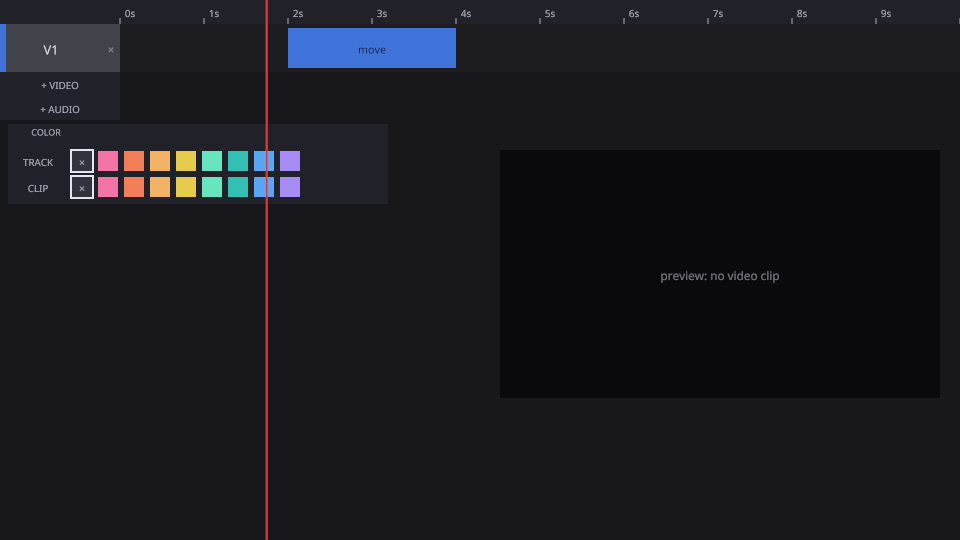 0s 1s 2s 3s 4s 5s 6s 7s 8s 9s
V1 × move
+ VIDEO
+ AUDIO
COLOR
TRACK ×
CLIP ×
preview: no video clip